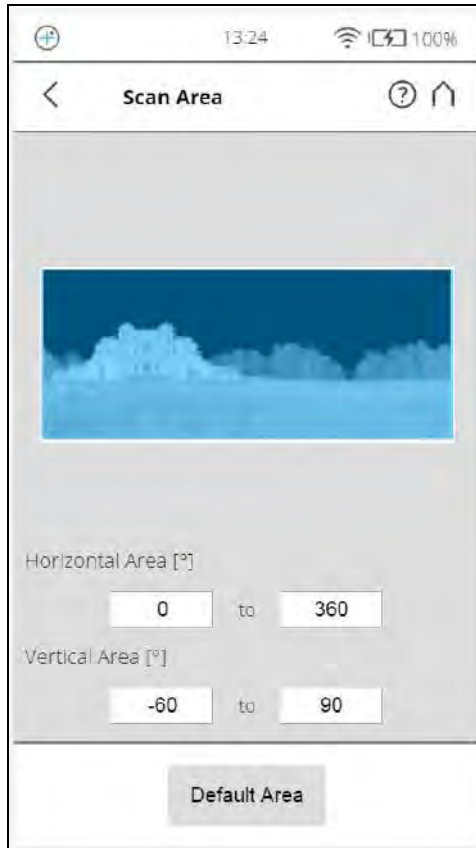 13:24 100%
Scan Area
Horizontal Area [°]
0 to 360
Vertical Area [°]
-60 to 90
Default Area